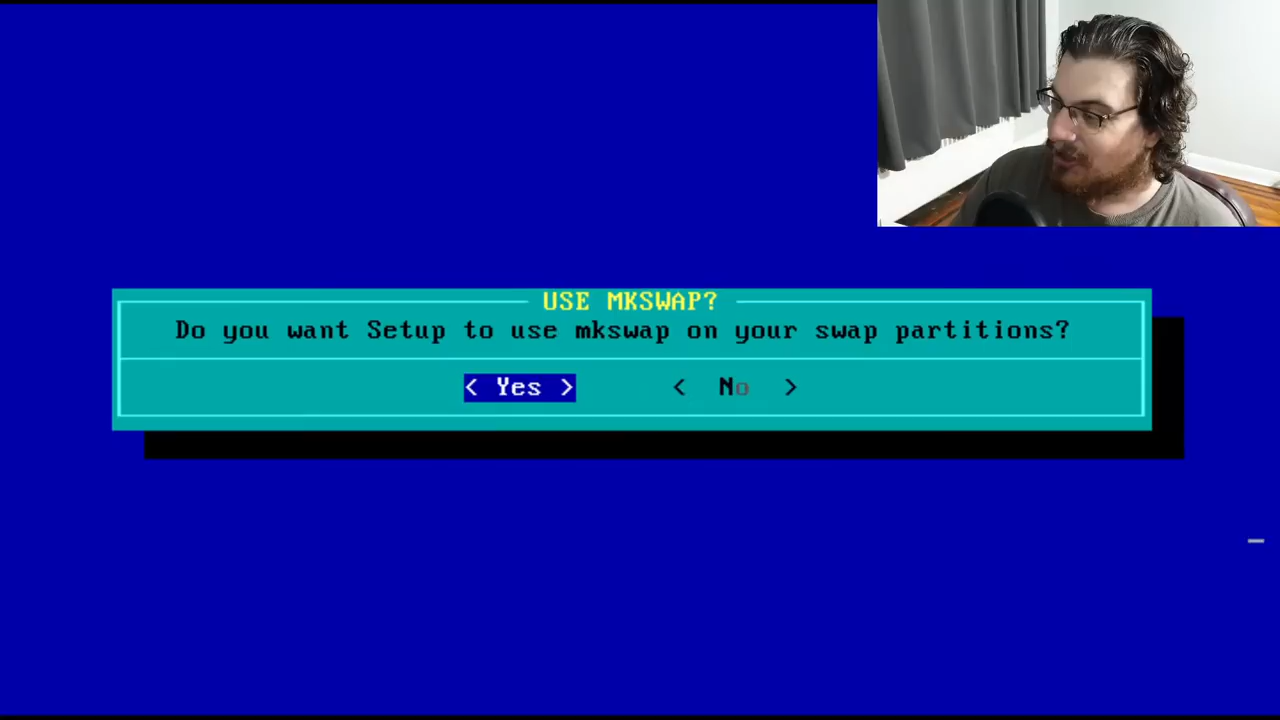 USE MKSWAP?
Do you want Setup to use mkswap on your swap partitions?
< Yes > < No >